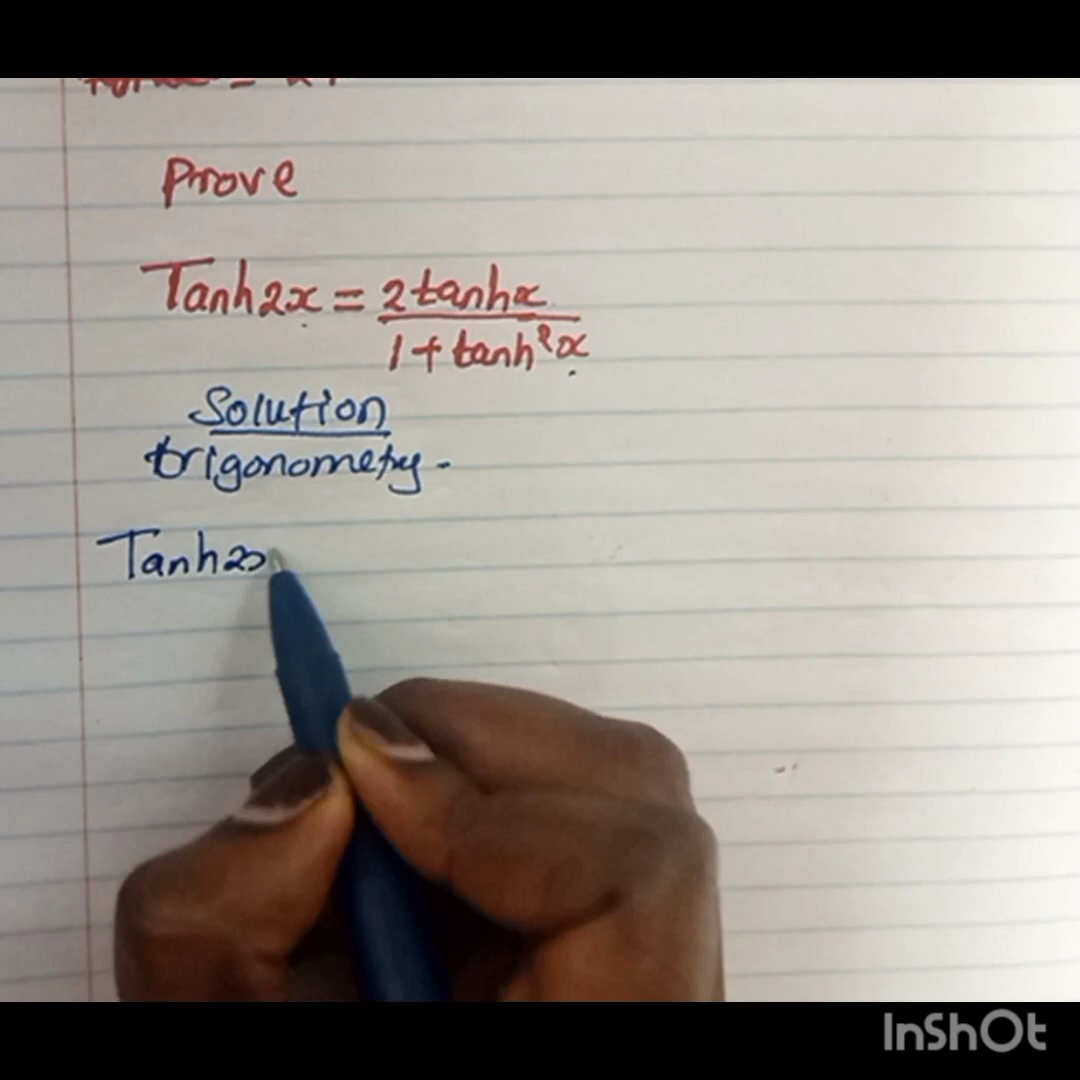 Prove
Tanh2x = 2tanhx
1 + tanh²x
Solution
trigonometry.
Tanh2x
InShOt